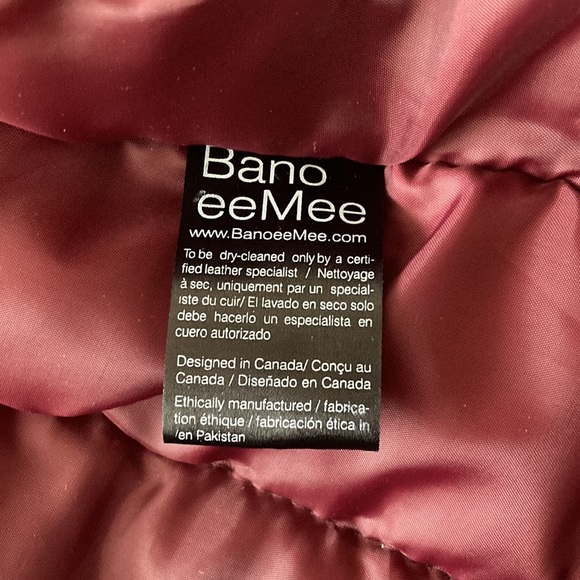 Bano
eeMee
www.BanoeeMee.com
To be dry-cleaned only by a certi-
fied leather specialist / Nettoyage
à sec, uniquement par un special-
iste du cuir/ El lavado en seco solo
debe hacerlo un especialista en
cuero autorizado
Designed in Canada/ Conçu au
Canada / Diseñado en Canada
Ethically manufactured / fabrica-
tion éthique / fabricación ética in
/en Pakistan